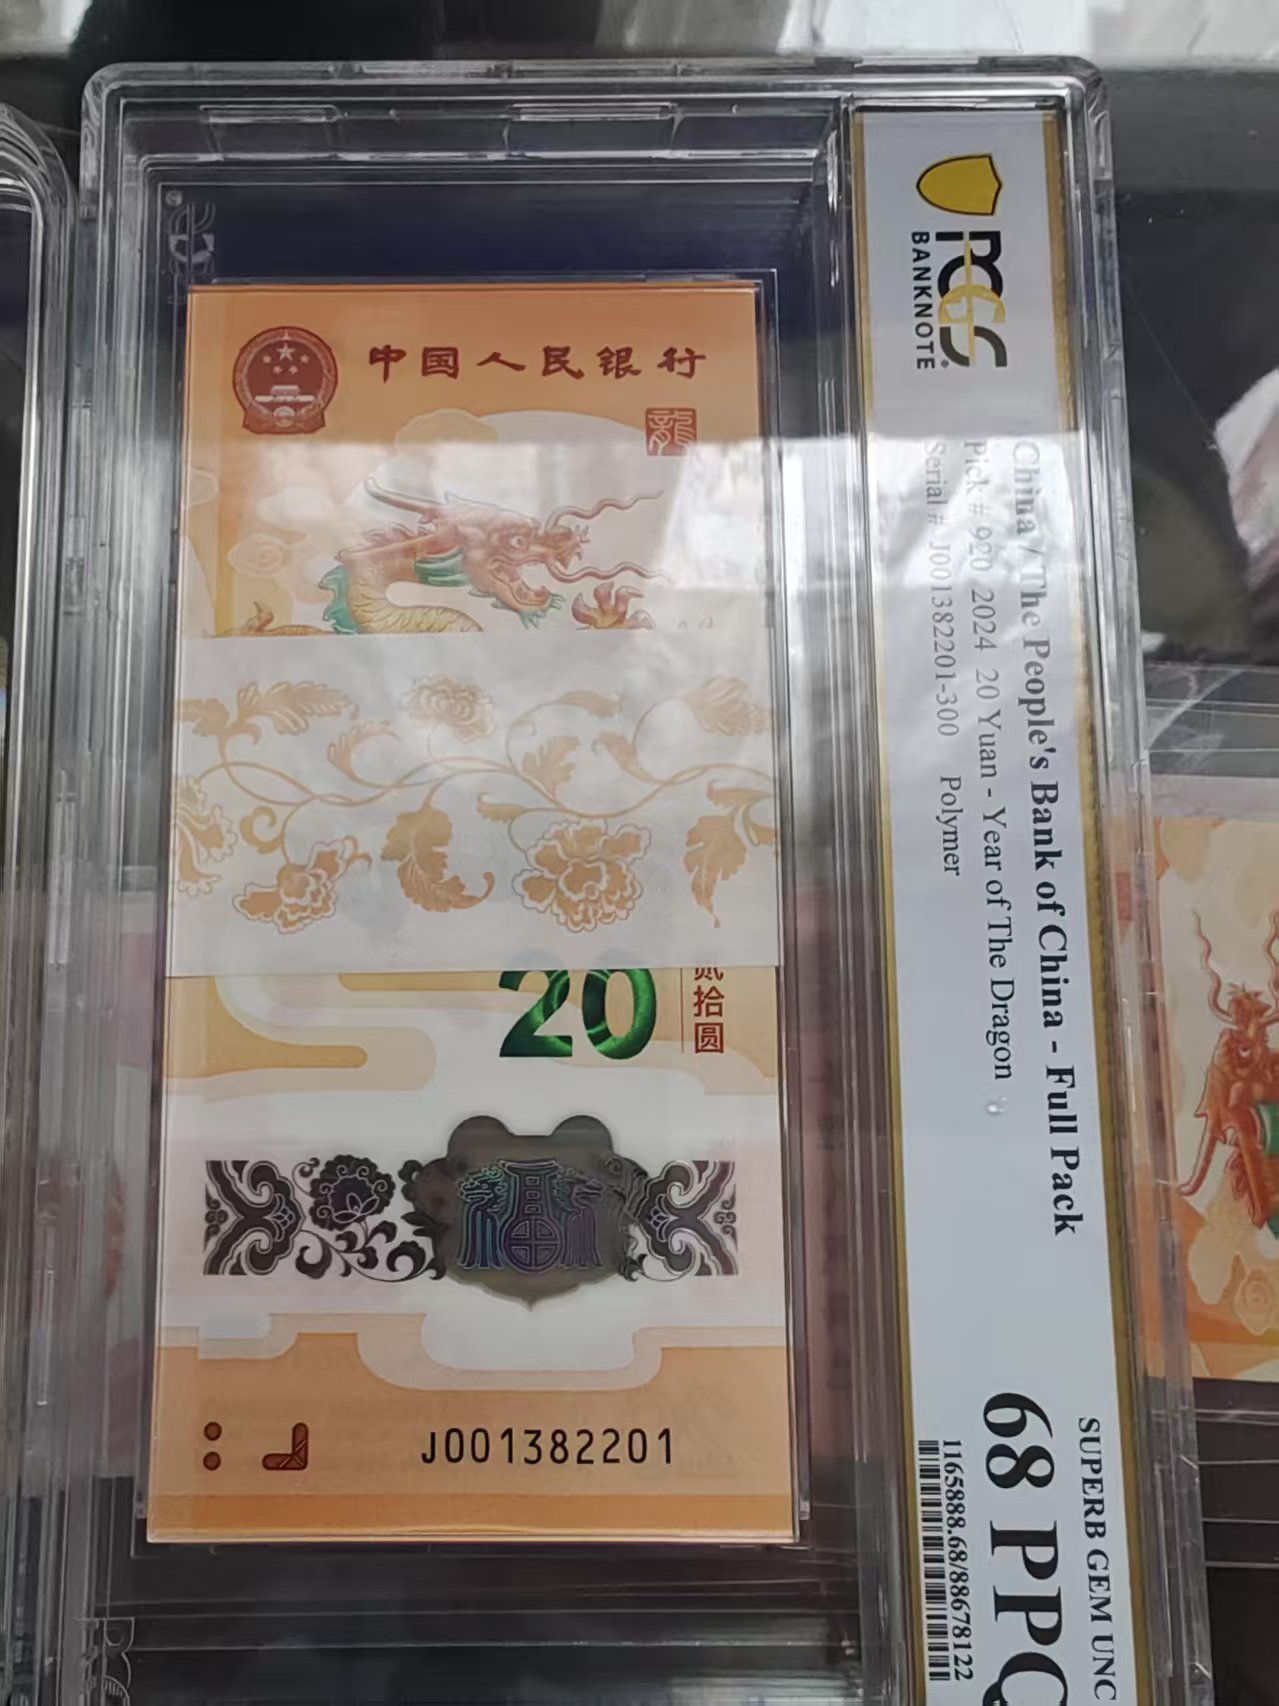 中国人民银行
龍
20
贰拾圆
福
J001382201
PCGS
BANKNOTE
China / The People's Bank of China - Full Pack
Pick # 920 2024 20 Yuan - Year of The Dragon
Serial # J001382201-300 Polymer
SUPERB GEM UNC
68 PPQ
1165888.68/88678122